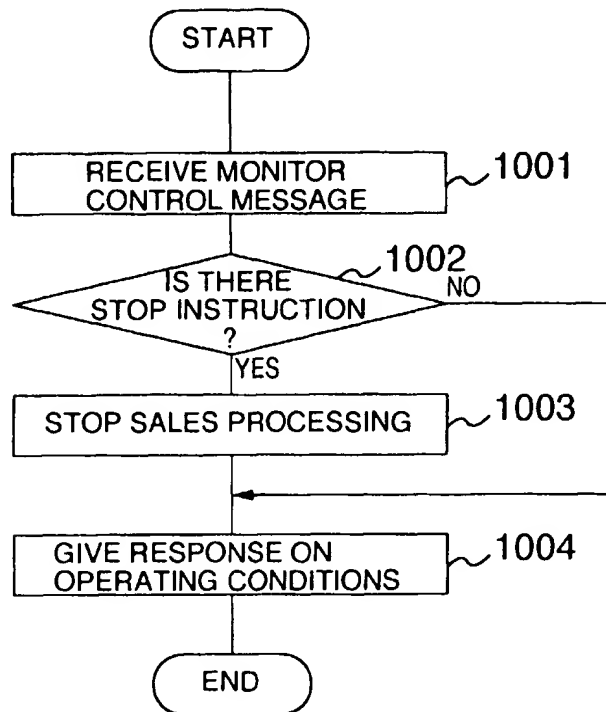 START
RECEIVE MONITOR
CONTROL MESSAGE
1001
1002
IS THERE
STOP INSTRUCTION
?
NO
YES
STOP SALES PROCESSING
1003
GIVE RESPONSE ON
OPERATING CONDITIONS
1004
END